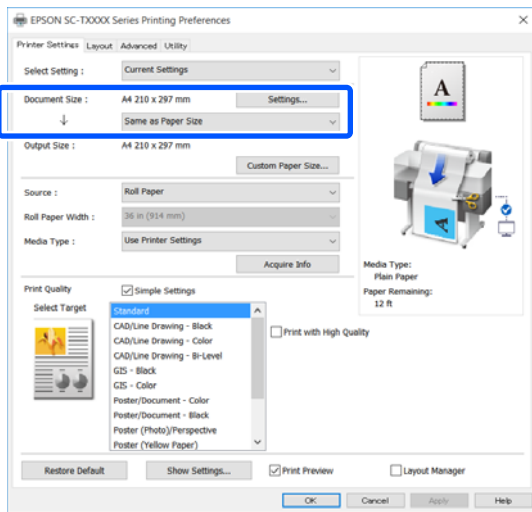 EPSON SC-TXXXX Series Printing Preferences
Printer Settings Layout Advanced Utility
Select Setting : Current Settings
Document Size : A4 210 x 297 mm Settings...
↓ Same as Paper Size
Output Size : A4 210 x 297 mm
Custom Paper Size...
Source : Roll Paper
Roll Paper Width : 36 in (914 mm)
Media Type : Use Printer Settings
Acquire Info
A
Media Type:
Plain Paper
Paper Remaining:
12 ft
Print Quality Simple Settings
Select Target
Standard
CAD/Line Drawing - Black
CAD/Line Drawing - Color
CAD/Line Drawing - Bi-Level
GIS - Black
GIS - Color
Poster/Document - Color
Poster/Document - Black
Poster (Photo)/Perspective
Poster (Yellow Paper)
Print with High Quality
Restore Default Show Settings... Print Preview Layout Manager
OK Cancel Apply Help